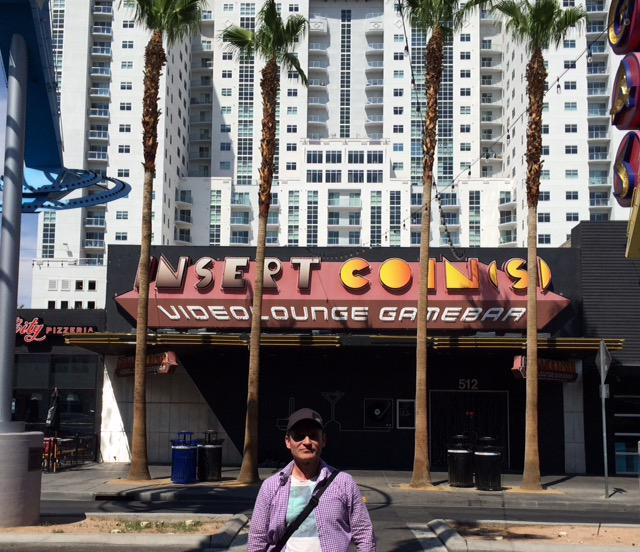 INSERT COIN(S)
VIDEOLOUNGE GAMEBAR
PIZZERIA
512